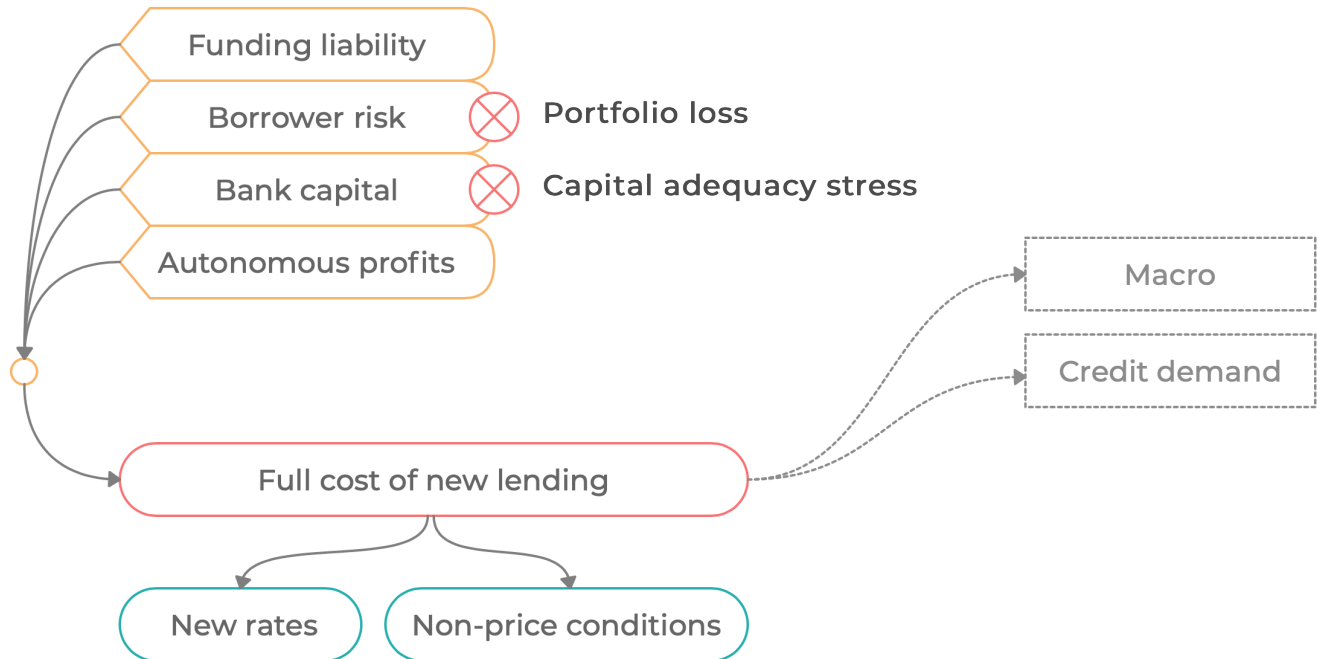 Funding liability
Borrower risk
Portfolio loss
Bank capital
Capital adequacy stress
Autonomous profits
Macro
Credit demand
Full cost of new lending
New rates
Non-price conditions